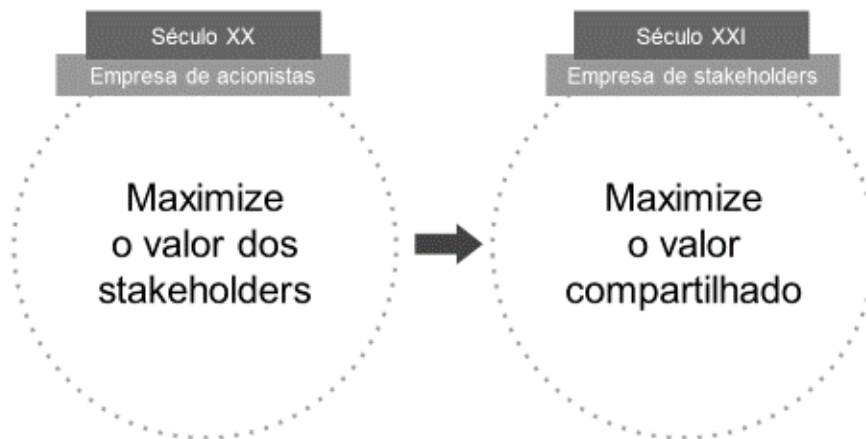 Século XX
Empresa de acionistas
Maximize
o valor dos
stakeholders
Século XXI
Empresa de stakeholders
Maximize
o valor
compartilhado